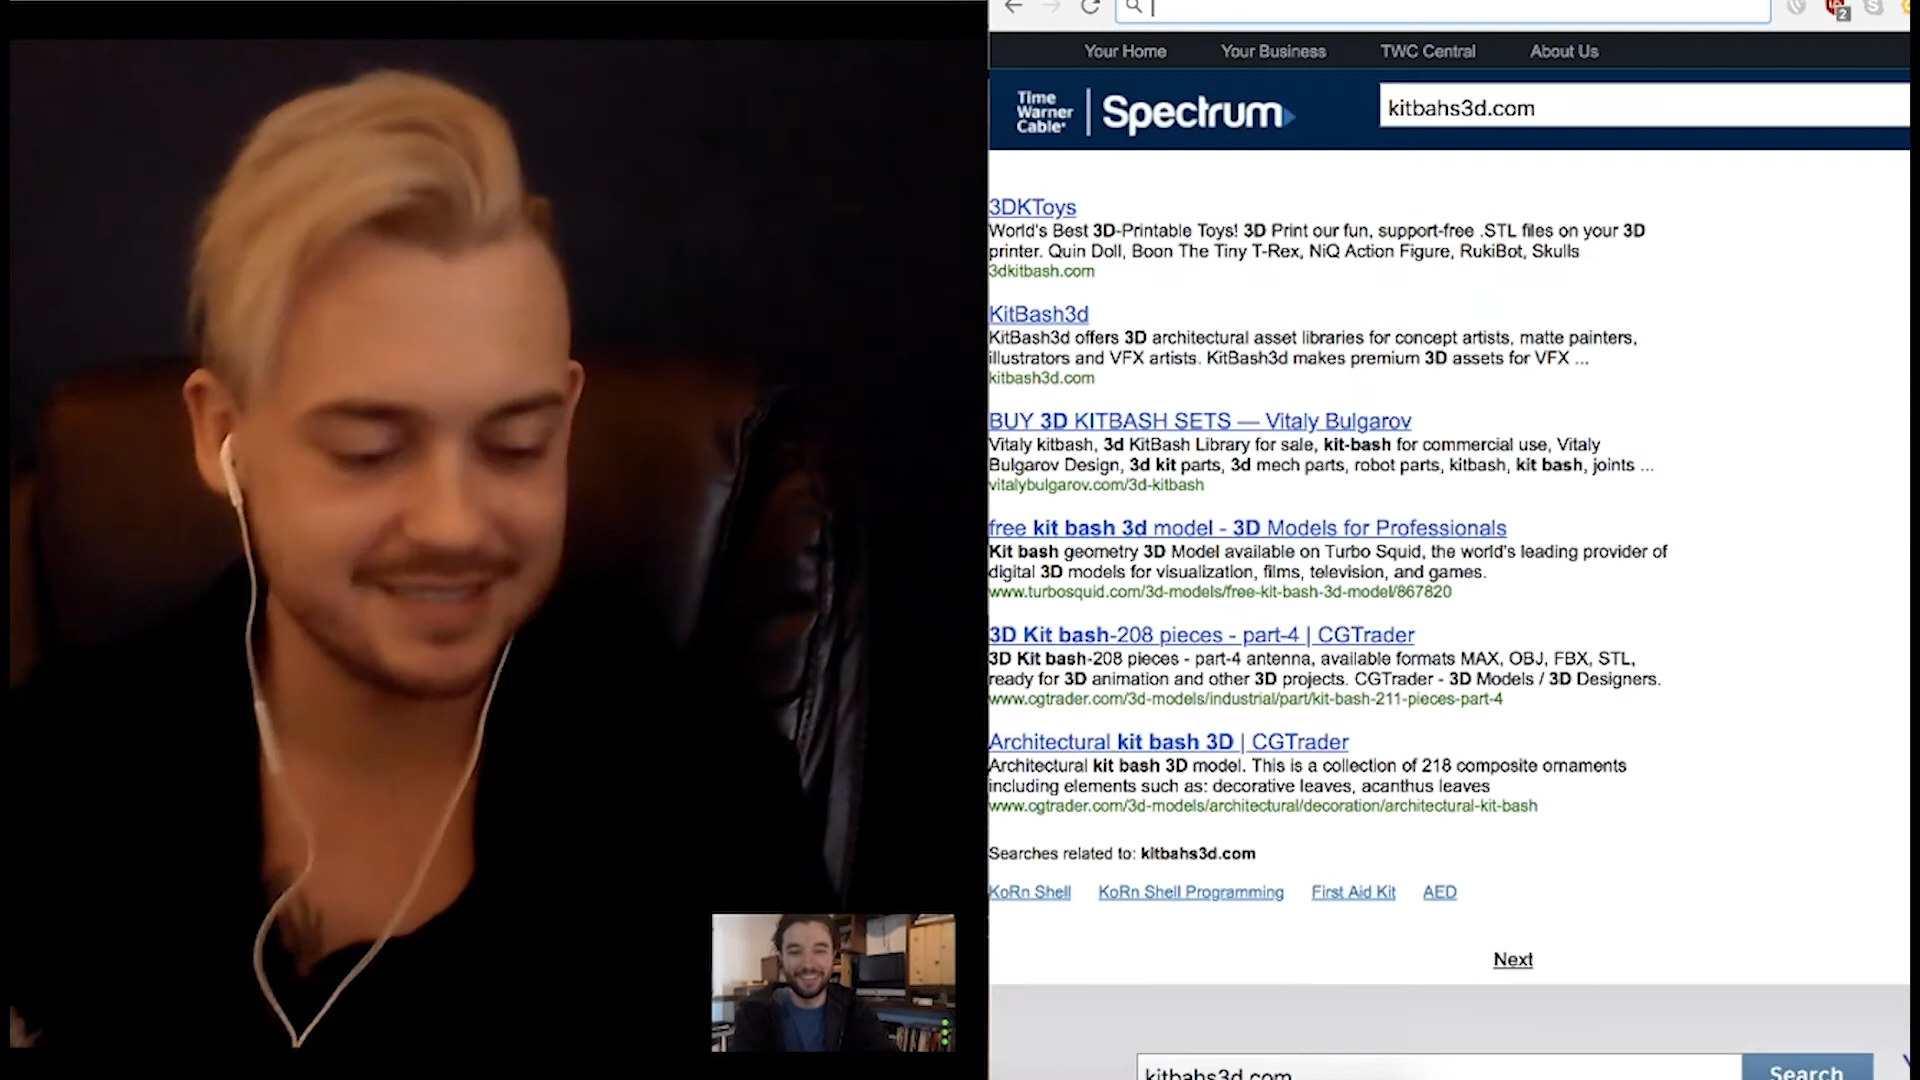 2
Your Home Your Business TWC Central About Us
Time
Warner
Cable
Spectrum
kitbahs3d.com
3DKToys
World's Best 3D-Printable Toys! 3D Print our fun, support-free .STL files on your 3D
printer. Quin Doll, Boon The Tiny T-Rex, NiQ Action Figure, RukiBot, Skulls
3dkitbash.com
KitBash3d
KitBash3d offers 3D architectural asset libraries for concept artists, matte painters,
illustrators and VFX artists. KitBash3d makes premium 3D assets for VFX ...
kitbash3d.com
BUY 3D KITBASH SETS — Vitaly Bulgarov
Vitaly kitbash, 3d KitBash Library for sale, kit-bash for commercial use, Vitaly
Bulgarov Design, 3d kit parts, 3d mech parts, robot parts, kitbash, kit bash, joints ...
vitalybulgarov.com/3d-kitbash
free kit bash 3d model - 3D Models for Professionals
Kit bash geometry 3D Model available on Turbo Squid, the world's leading provider of
digital 3D models for visualization, films, television, and games.
www.turbosquid.com/3d-models/free-kit-bash-3d-model/867820
3D Kit bash-208 pieces - part-4 | CGTrader
3D Kit bash-208 pieces - part-4 antenna, available formats MAX, OBJ, FBX, STL,
ready for 3D animation and other 3D projects. CGTrader - 3D Models / 3D Designers.
www.cgtrader.com/3d-models/industrial/part/kit-bash-211-pieces-part-4
Architectural kit bash 3D | CGTrader
Architectural kit bash 3D model. This is a collection of 218 composite ornaments
including elements such as: decorative leaves, acanthus leaves
www.cgtrader.com/3d-models/architectural/decoration/architectural-kit-bash
Searches related to: kitbahs3d.com
KoRn Shell KoRn Shell Programming First Aid Kit AED
Next
kitbahs3d.com Search